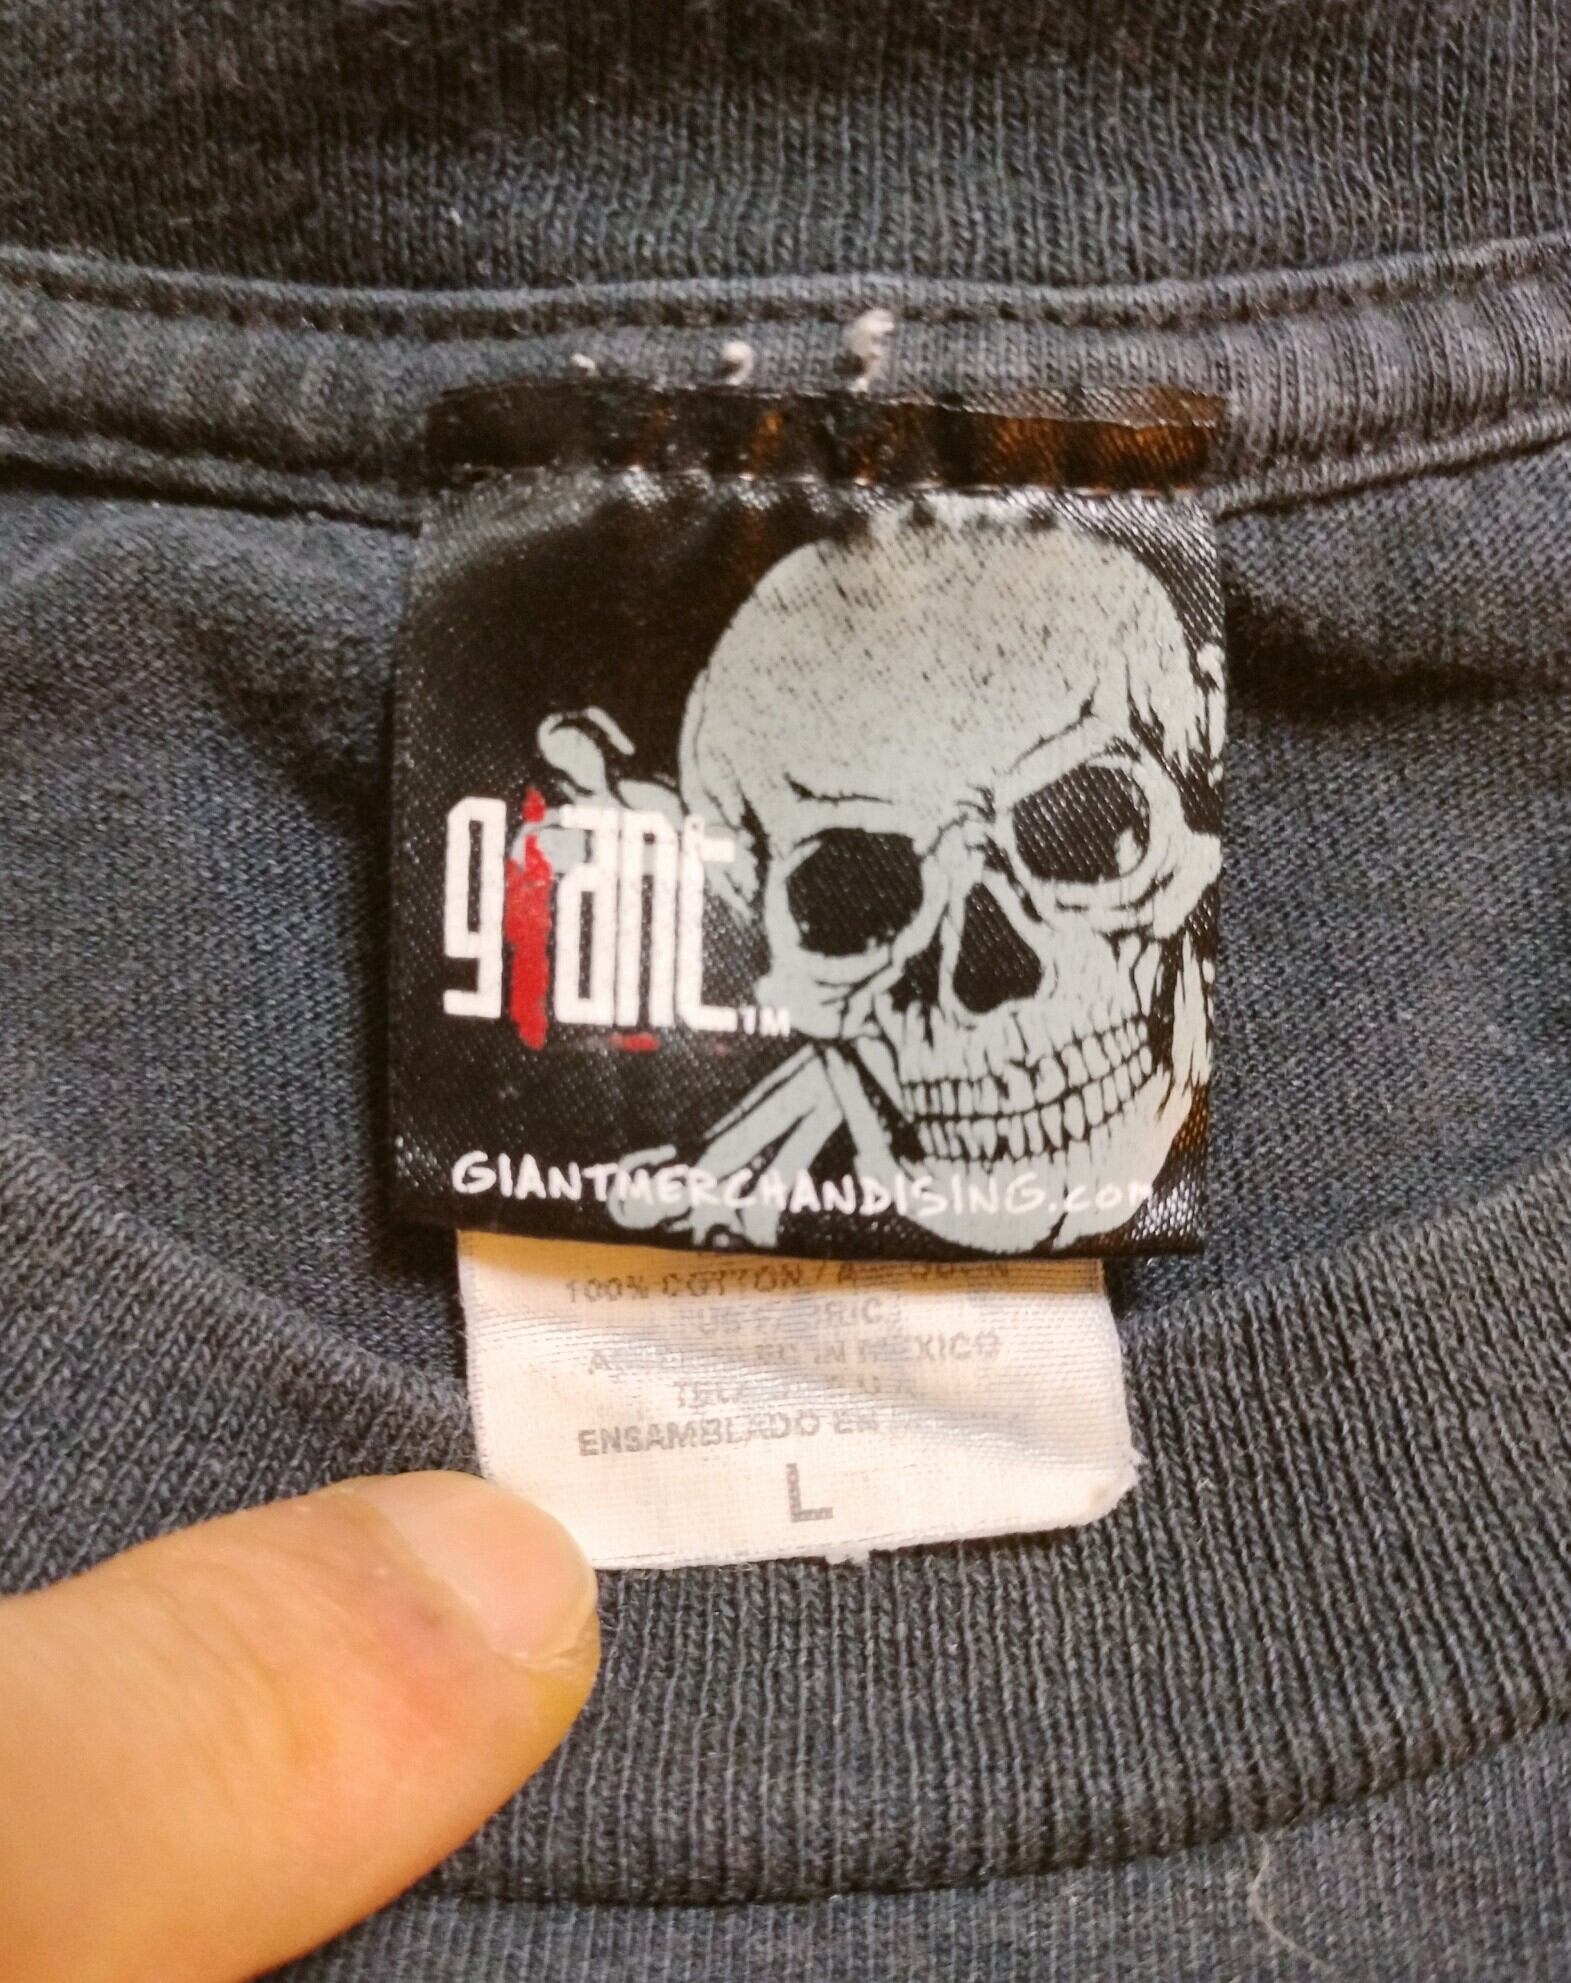 giant™
GIANTMERCHANDISING.com
100% COTTON /
US FABRIC
IN MEXICO
ENSAMBLADO EN
L